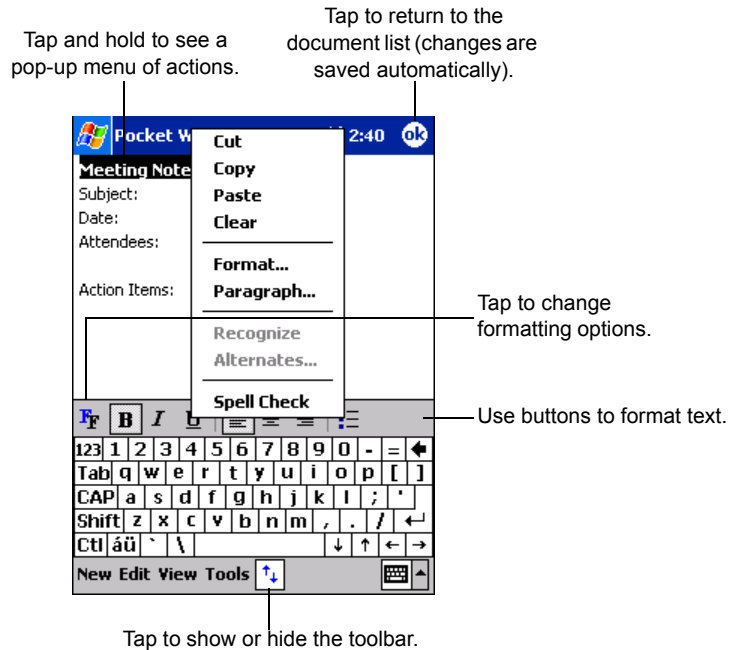 Tap to return to the
document list (changes are
saved automatically).
Tap and hold to see a
pop-up menu of actions.
Pocket W 2:40 ok
Cut
Copy
Paste
Clear
Format...
Paragraph...
Recognize
Alternates...
Spell Check
Meeting Note
Subject:
Date:
Attendees:
Action Items:
Tap to change
formatting options.
FF B I U
Use buttons to format text.
123 1 2 3 4 5 6 7 8 9 0 - = 🡄
Tab q w e r t y u i o p [ ]
CAP a s d f g h j k l ; '
Shift z x c v b n m , . / ↵
Ctl áü ` \ ↓ ↑ ← →
New Edit View Tools
Tap to show or hide the toolbar.